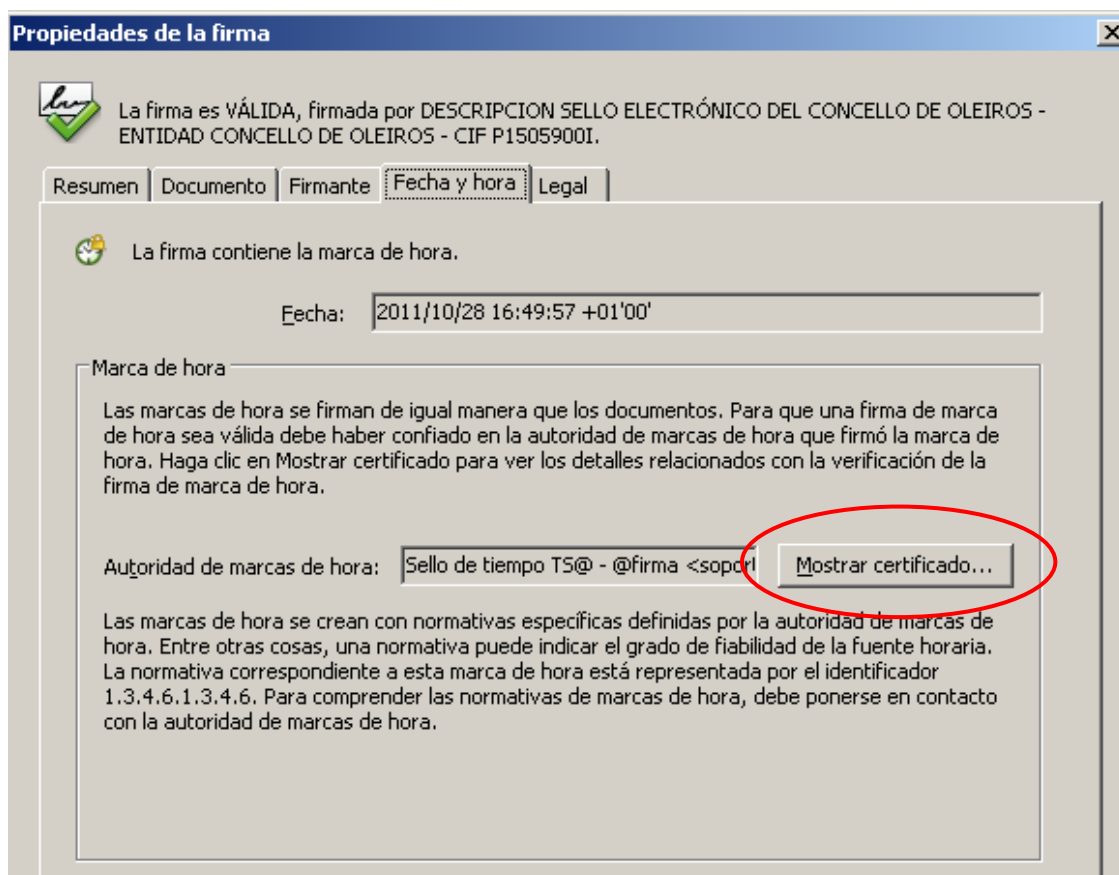 Propiedades de la firma
La firma es VÁLIDA, firmada por DESCRIPCION SELLO ELECTRÓNICO DEL CONCELLO DE OLEIROS -
ENTIDAD CONCELLO DE OLEIROS - CIF P1505900I.
Resumen Documento Firmante Fecha y hora Legal
La firma contiene la marca de hora.
Fecha: 2011/10/28 16:49:57 +01'00'
Marca de hora
Las marcas de hora se firman de igual manera que los documentos. Para que una firma de marca
de hora sea válida debe haber confiado en la autoridad de marcas de hora que firmó la marca de
hora. Haga clic en Mostrar certificado para ver los detalles relacionados con la verificación de la
firma de marca de hora.
Autoridad de marcas de hora: Sello de tiempo TS@ - @firma <sopor Mostrar certificado...
Las marcas de hora se crean con normativas específicas definidas por la autoridad de marcas de
hora. Entre otras cosas, una normativa puede indicar el grado de fiabilidad de la fuente horaria.
La normativa correspondiente a esta marca de hora está representada por el identificador
1.3.4.6.1.3.4.6. Para comprender las normativas de marcas de hora, debe ponerse en contacto
con la autoridad de marcas de hora.